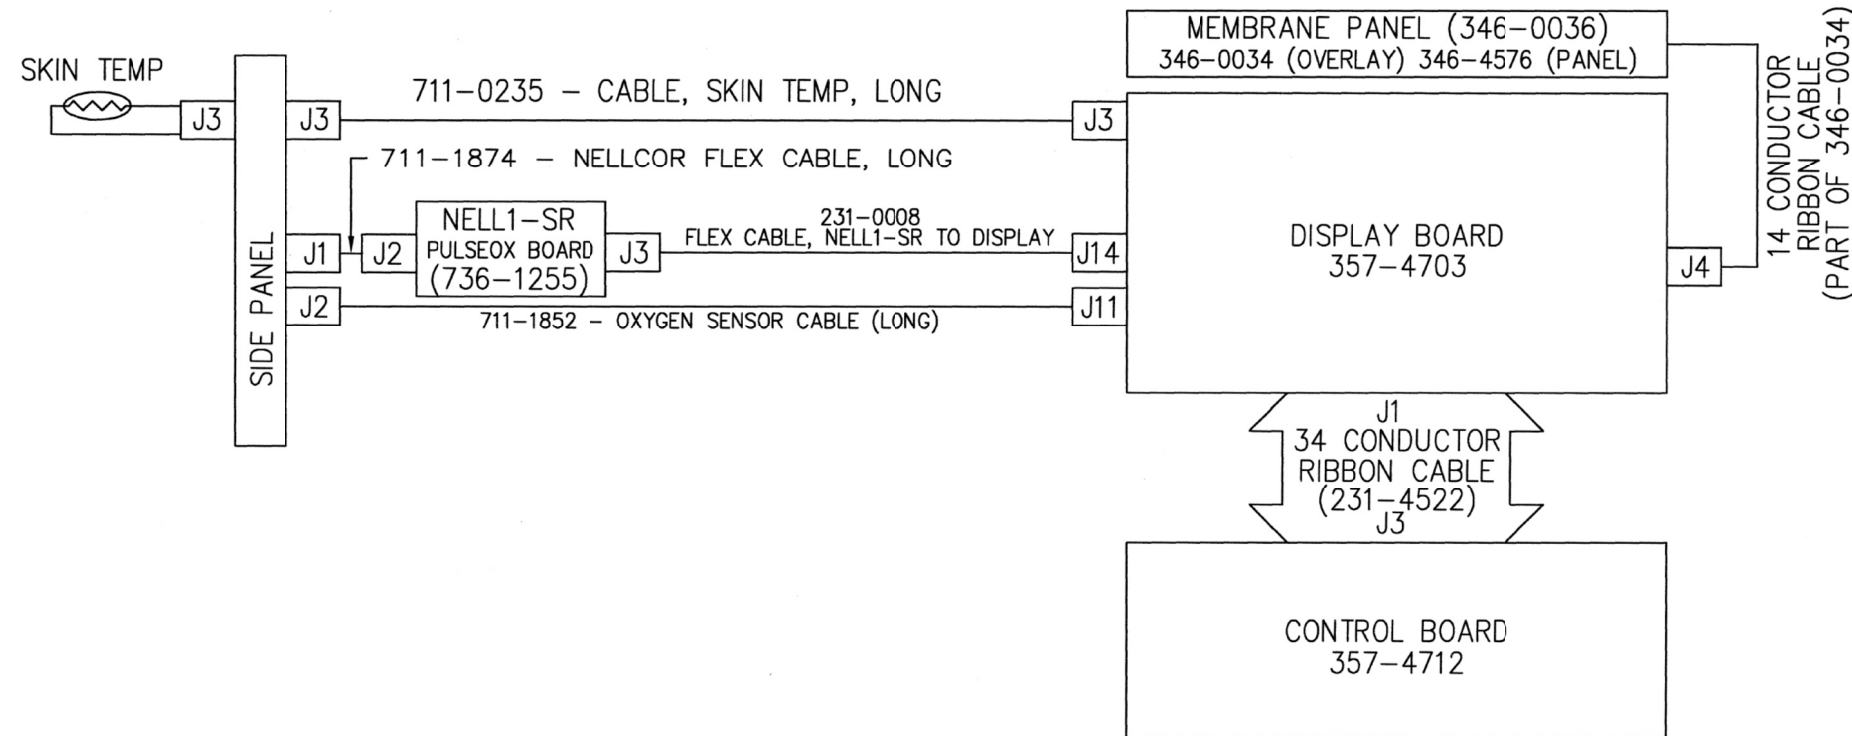 MEMBRANE PANEL (346-0036)
346-0034 (OVERLAY) 346-4576 (PANEL)
14 CONDUCTOR
RIBBON CABLE
(PART OF 346-0034)
SKIN TEMP
J3
J3
711-0235 - CABLE, SKIN TEMP, LONG
J3
711-1874 - NELLCOR FLEX CABLE, LONG
SIDE PANEL
J1
J2
NELL1-SR
PULSEOX BOARD
(736-1255)
J3
231-0008
FLEX CABLE, NELL1-SR TO DISPLAY
J14
DISPLAY BOARD
357-4703
J4
J2
711-1852 - OXYGEN SENSOR CABLE (LONG)
J11
J1
34 CONDUCTOR
RIBBON CABLE
(231-4522)
J3
CONTROL BOARD
357-4712